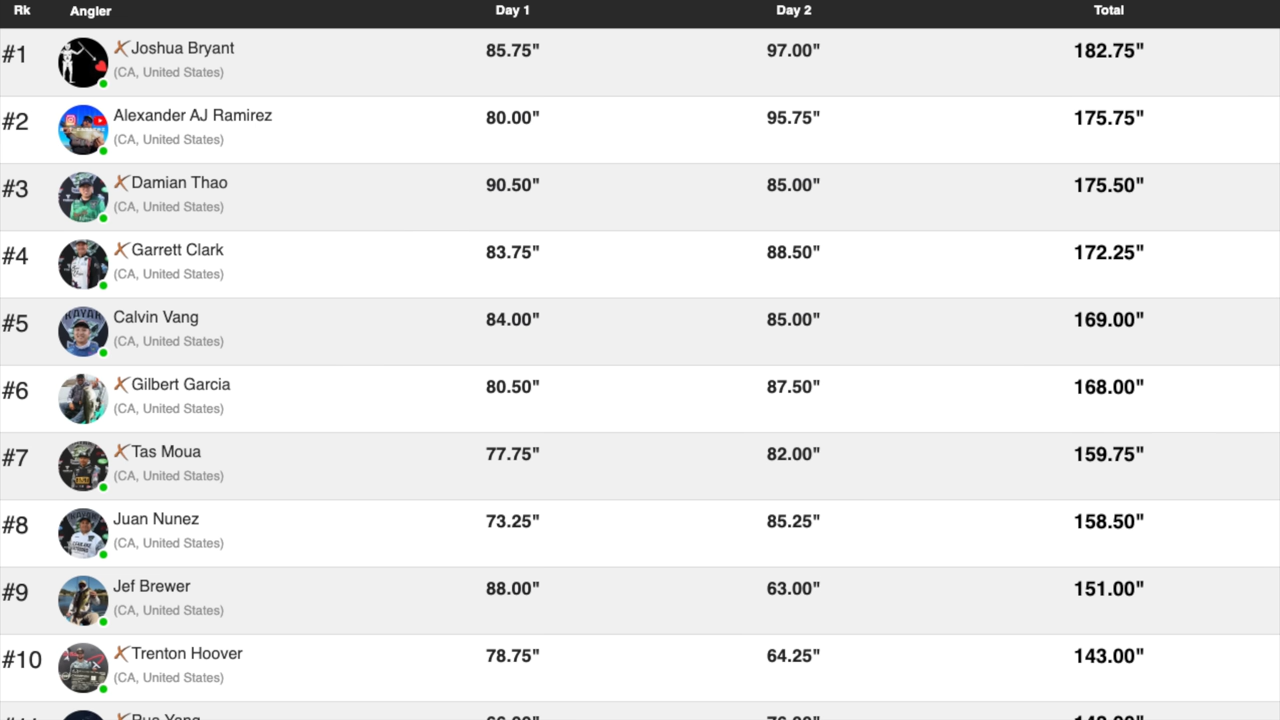 Rk Angler Day 1 Day 2 Total
#1 Joshua Bryant 85.75" 97.00" 182.75"
(CA, United States)
#2 Alexander AJ Ramirez 80.00" 95.75" 175.75"
(CA, United States)
#3 Damian Thao 90.50" 85.00" 175.50"
(CA, United States)
#4 Garrett Clark 83.75" 88.50" 172.25"
(CA, United States)
#5 Calvin Vang 84.00" 85.00" 169.00"
(CA, United States)
#6 Gilbert Garcia 80.50" 87.50" 168.00"
(CA, United States)
#7 Tas Moua 77.75" 82.00" 159.75"
(CA, United States)
#8 Juan Nunez 73.25" 85.25" 158.50"
(CA, United States)
#9 Jef Brewer 88.00" 63.00" 151.00"
(CA, United States)
#10 Trenton Hoover 78.75" 64.25" 143.00"
(CA, United States)